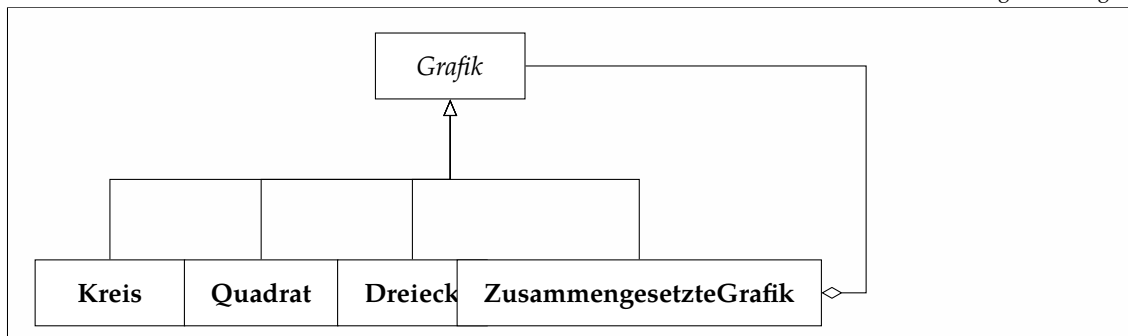 Grafik
Kreis
Quadrat
Dreieck
ZusammengesetzteGrafik